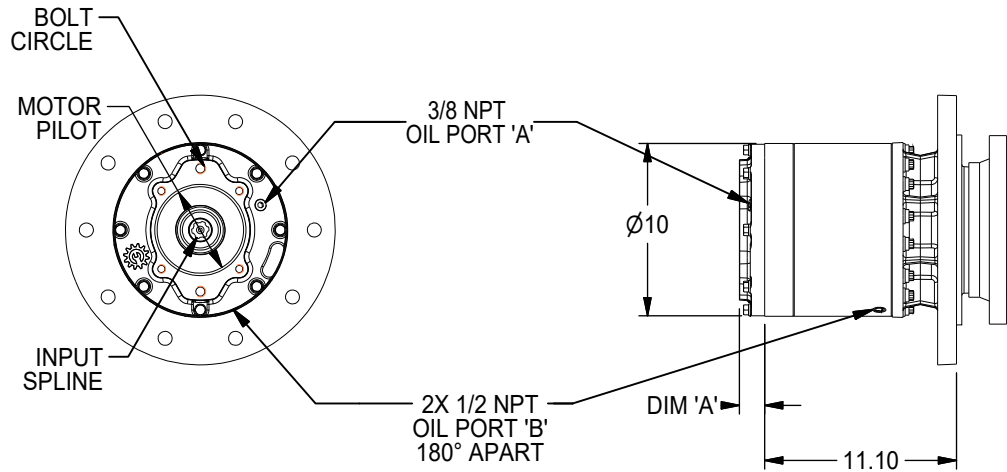 BOLT
CIRCLE
MOTOR
PILOT
INPUT
SPLINE
3/8 NPT
OIL PORT 'A'
2X 1/2 NPT
OIL PORT 'B'
180° APART
Ø10
DIM 'A'
11.10